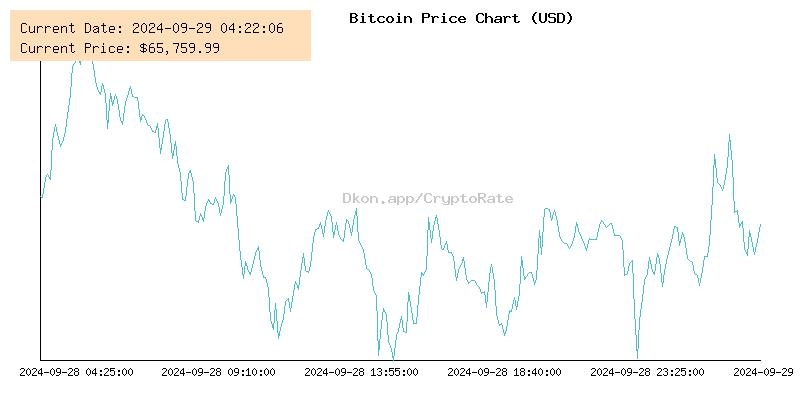 Bitcoin Price Chart (USD)
Current Date: 2024-09-29 04:22:06
Current Price: $65,759.99
Dkon.app/CryptoRate
2024-09-28 04:25:00 2024-09-28 09:10:00 2024-09-28 13:55:00 2024-09-28 18:40:00 2024-09-28 23:25:00 2024-09-29